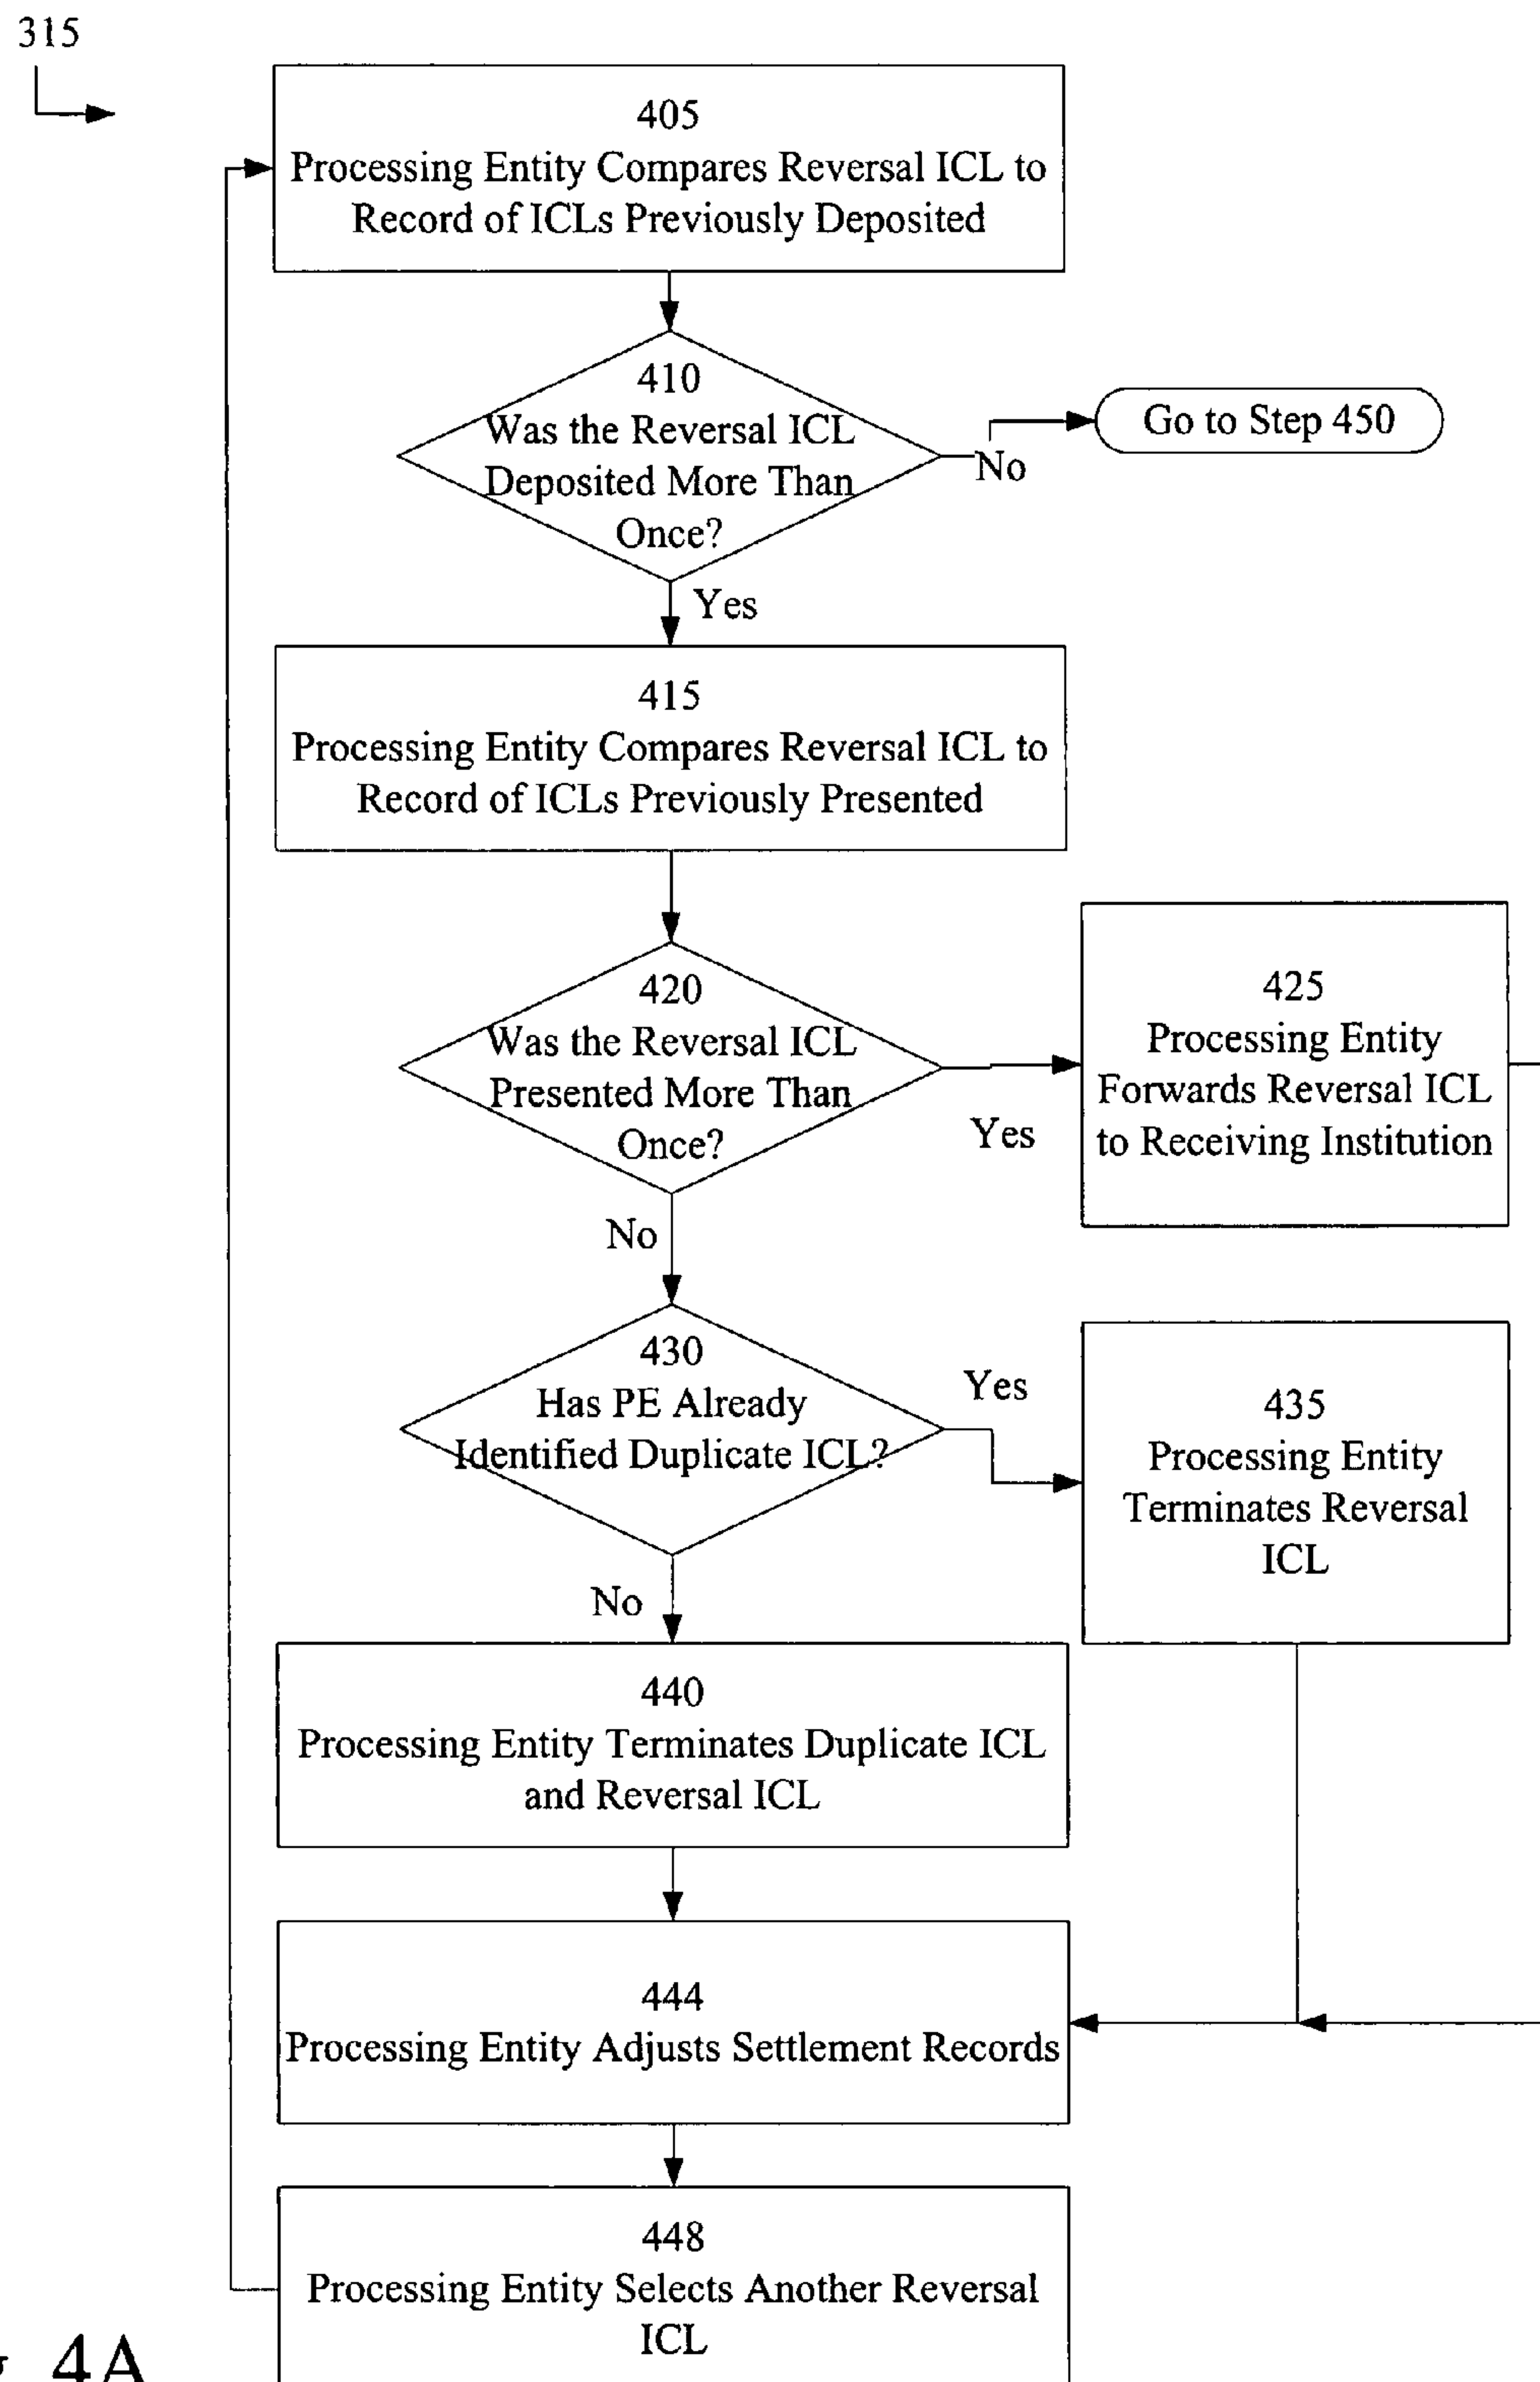 315
405
Processing Entity Compares Reversal ICL to
Record of ICLs Previously Deposited
410
Was the Reversal ICL
Deposited More Than
Once?
No
Go to Step 450
Yes
415
Processing Entity Compares Reversal ICL to
Record of ICLs Previously Presented
420
Was the Reversal ICL
Presented More Than
Once?
Yes
425
Processing Entity
Forwards Reversal ICL
to Receiving Institution
No
430
Has PE Already
Identified Duplicate ICL?
Yes
435
Processing Entity
Terminates Reversal
ICL
No
440
Processing Entity Terminates Duplicate ICL
and Reversal ICL
444
Processing Entity Adjusts Settlement Records
448
Processing Entity Selects Another Reversal
ICL
4A